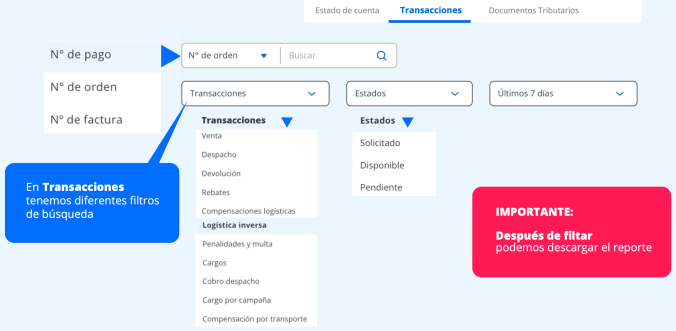 Estado de cuenta Transacciones Documentos Tributarios
N° de pago
N° de orden
N° de factura
N° de orden Buscar
Transacciones Estados Últimos 7 días
Transacciones
Venta
Despacho
Devolución
Rebates
Compensaciones logísticas
Logística inversa
Penalidades y multa
Cargos
Cobro despacho
Cargo por campaña
Compensación por transporte
Estados
Solicitado
Disponible
Pendiente
En Transacciones
tenemos diferentes filtros
de búsqueda
IMPORTANTE:
Después de filtar
podemos descargar el reporte